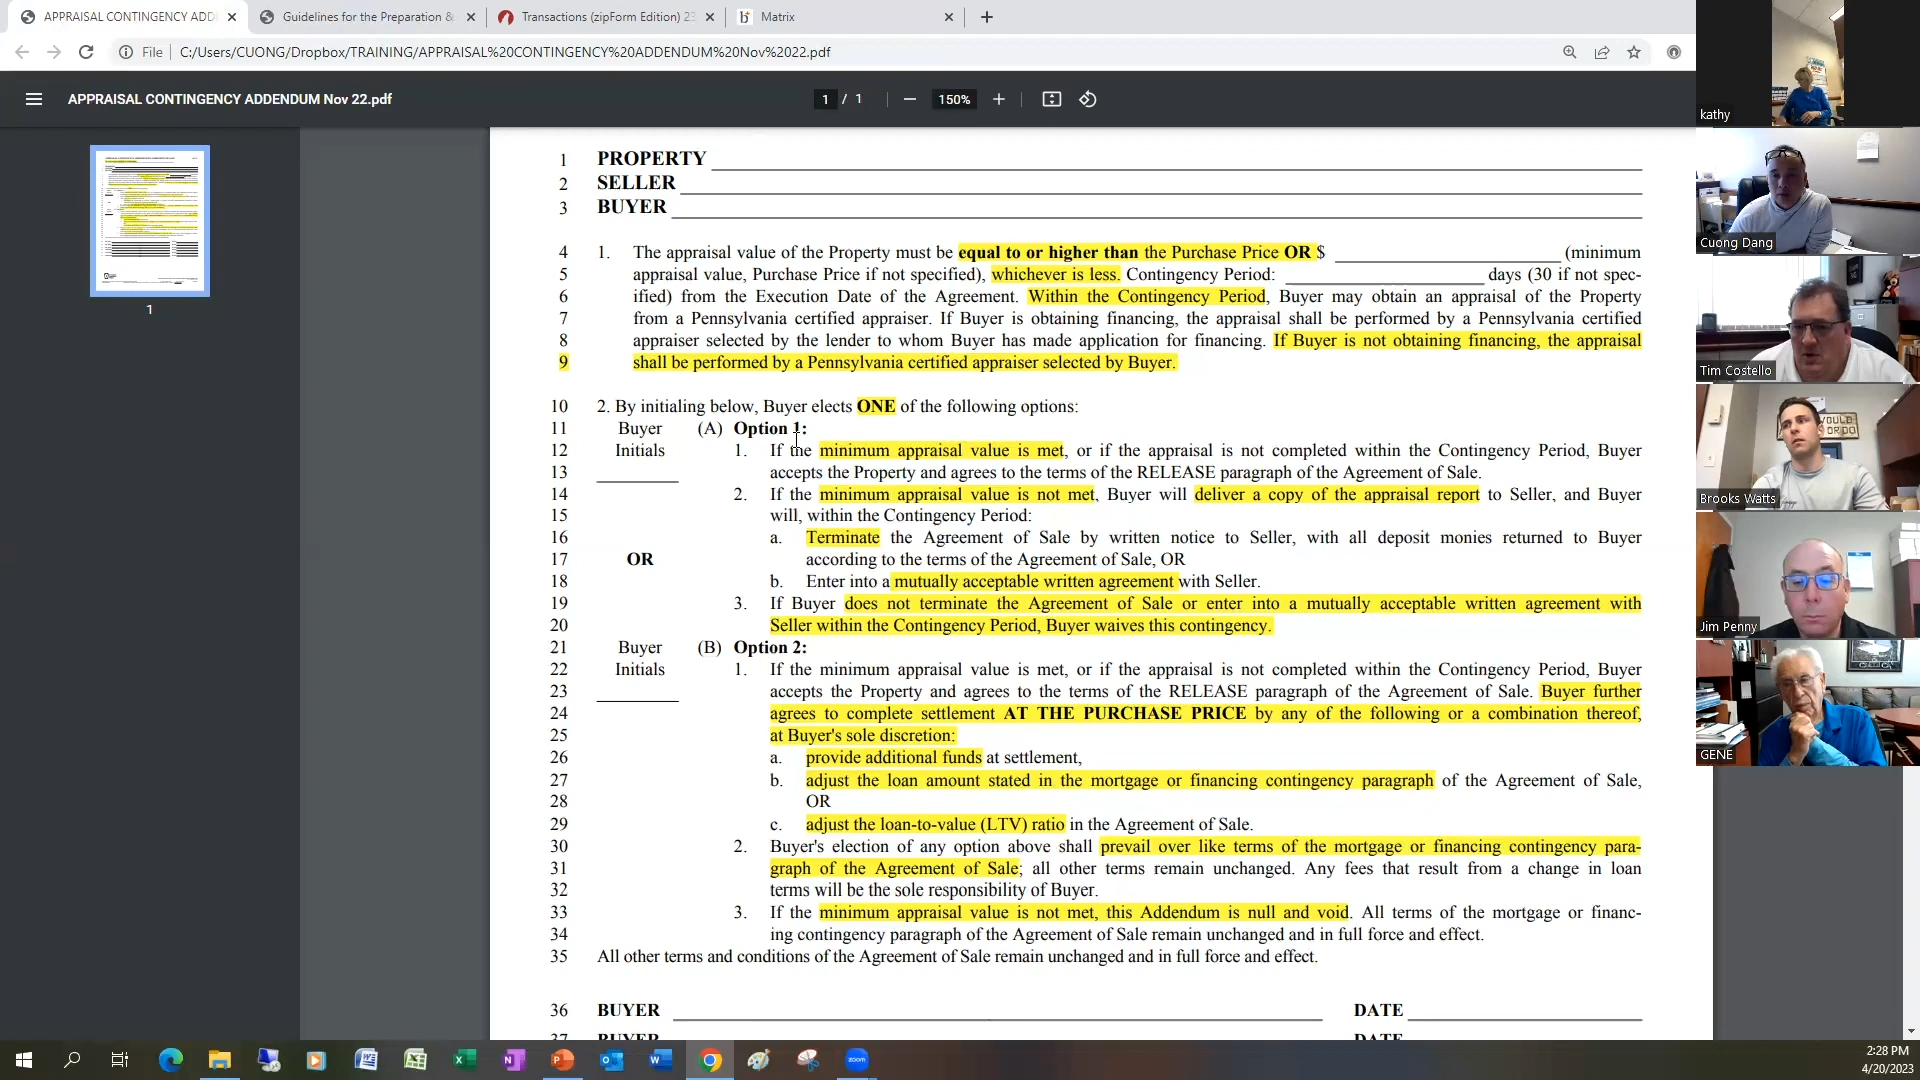 APPRAISAL CONTINGENCY ADD
Guidelines for the Preparation &
Transactions (zipForm Edition) 23
Matrix
File
C:/Users/CUONG/Dropbox/TRAINING/APPRAISAL%20CONTINGENCY%20ADDENDUM%20Nov%2022.pdf
APPRAISAL CONTINGENCY ADDENDUM Nov 22.pdf
1 / 1
150%
1
1 PROPERTY
2 SELLER
3 BUYER
4 1. The appraisal value of the Property must be equal to or higher than the Purchase Price OR $ (minimum
5 appraisal value, Purchase Price if not specified), whichever is less. Contingency Period: days (30 if not spec-
6 ified) from the Execution Date of the Agreement. Within the Contingency Period, Buyer may obtain an appraisal of the Property
7 from a Pennsylvania certified appraiser. If Buyer is obtaining financing, the appraisal shall be performed by a Pennsylvania certified
8 appraiser selected by the lender to whom Buyer has made application for financing. If Buyer is not obtaining financing, the appraisal
9 shall be performed by a Pennsylvania certified appraiser selected by Buyer.
10 2. By initialing below, Buyer elects ONE of the following options:
11 Buyer (A) Option 1:
12 Initials 1. If the minimum appraisal value is met, or if the appraisal is not completed within the Contingency Period, Buyer
13 accepts the Property and agrees to the terms of the RELEASE paragraph of the Agreement of Sale.
14 2. If the minimum appraisal value is not met, Buyer will deliver a copy of the appraisal report to Seller, and Buyer
15 will, within the Contingency Period:
16 a. Terminate the Agreement of Sale by written notice to Seller, with all deposit monies returned to Buyer
17 OR according to the terms of the Agreement of Sale, OR
18 b. Enter into a mutually acceptable written agreement with Seller.
19 3. If Buyer does not terminate the Agreement of Sale or enter into a mutually acceptable written agreement with
20 Seller within the Contingency Period, Buyer waives this contingency.
21 Buyer (B) Option 2:
22 Initials 1. If the minimum appraisal value is met, or if the appraisal is not completed within the Contingency Period, Buyer
23 accepts the Property and agrees to the terms of the RELEASE paragraph of the Agreement of Sale. Buyer further
24 agrees to complete settlement AT THE PURCHASE PRICE by any of the following or a combination thereof,
25 at Buyer's sole discretion:
26 a. provide additional funds at settlement,
27 b. adjust the loan amount stated in the mortgage or financing contingency paragraph of the Agreement of Sale,
28 OR
29 c. adjust the loan-to-value (LTV) ratio in the Agreement of Sale.
30 2. Buyer's election of any option above shall prevail over like terms of the mortgage or financing contingency para-
31 graph of the Agreement of Sale; all other terms remain unchanged. Any fees that result from a change in loan
32 terms will be the sole responsibility of Buyer.
33 3. If the minimum appraisal value is not met, this Addendum is null and void. All terms of the mortgage or financ-
34 ing contingency paragraph of the Agreement of Sale remain unchanged and in full force and effect.
35 All other terms and conditions of the Agreement of Sale remain unchanged and in full force and effect.
36 BUYER DATE
37 BUYER DATE
kathy
Cuong Dang
Tim Costello
Brooks Watts
Jim Penny
GENE
zoom
2:28 PM
4/20/2023